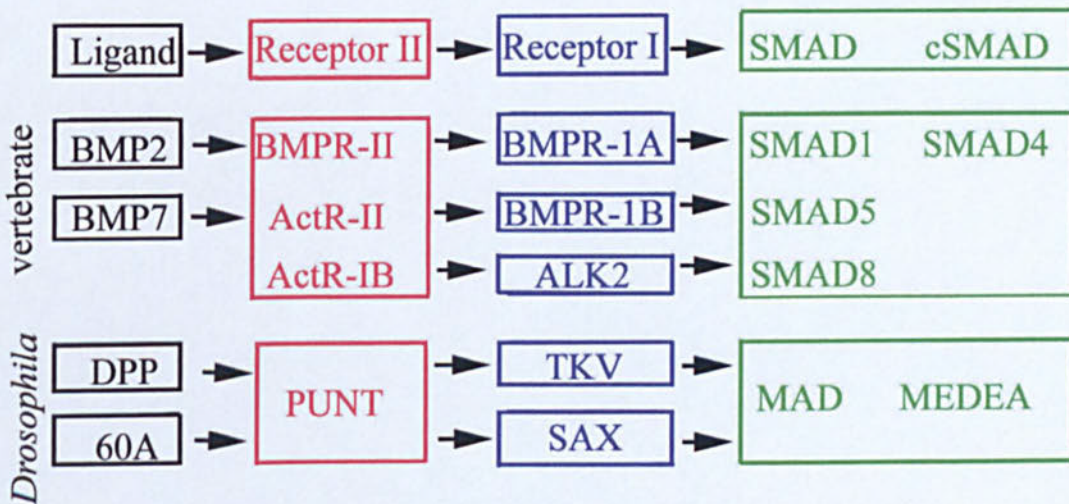 Ligand Receptor II Receptor I SMAD cSMAD
vertebrate
BMP2 BMPR-II BMPR-1A SMAD1 SMAD4
BMP7 ActR-II BMPR-1B SMAD5
ActR-IB ALK2 SMAD8
Drosophila
DPP PUNT TKV MAD MEDEA
60A SAX